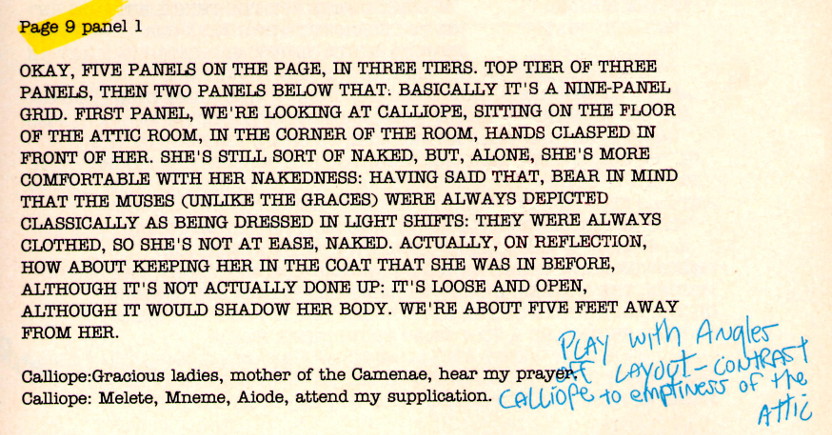 Page 9 panel 1
OKAY, FIVE PANELS ON THE PAGE, IN THREE TIERS. TOP TIER OF THREE
PANELS, THEN TWO PANELS BELOW THAT. BASICALLY IT'S A NINE-PANEL
GRID. FIRST PANEL, WE'RE LOOKING AT CALLIOPE, SITTING ON THE FLOOR
OF THE ATTIC ROOM, IN THE CORNER OF THE ROOM, HANDS CLASPED IN
FRONT OF HER. SHE'S STILL SORT OF NAKED, BUT, ALONE, SHE'S MORE
COMFORTABLE WITH HER NAKEDNESS: HAVING SAID THAT, BEAR IN MIND
THAT THE MUSES (UNLIKE THE GRACES) WERE ALWAYS DEPICTED
CLASSICALLY AS BEING DRESSED IN LIGHT SHIFTS: THEY WERE ALWAYS
CLOTHED, SO SHE'S NOT AT EASE, NAKED. ACTUALLY, ON REFLECTION,
HOW ABOUT KEEPING HER IN THE COAT THAT SHE WAS IN BEFORE,
ALTHOUGH IT'S NOT ACTUALLY DONE UP: IT'S LOOSE AND OPEN,
ALTHOUGH IT WOULD SHADOW HER BODY. WE'RE ABOUT FIVE FEET AWAY
FROM HER.
Calliope:Gracious ladies, mother of the Camenae, hear my prayer.
Calliope: Melete, Mneme, Aiode, attend my supplication.
PLAY with ANgles
of LAYOUT-CONTRAST
CAlliope to emptiness of the
Attic